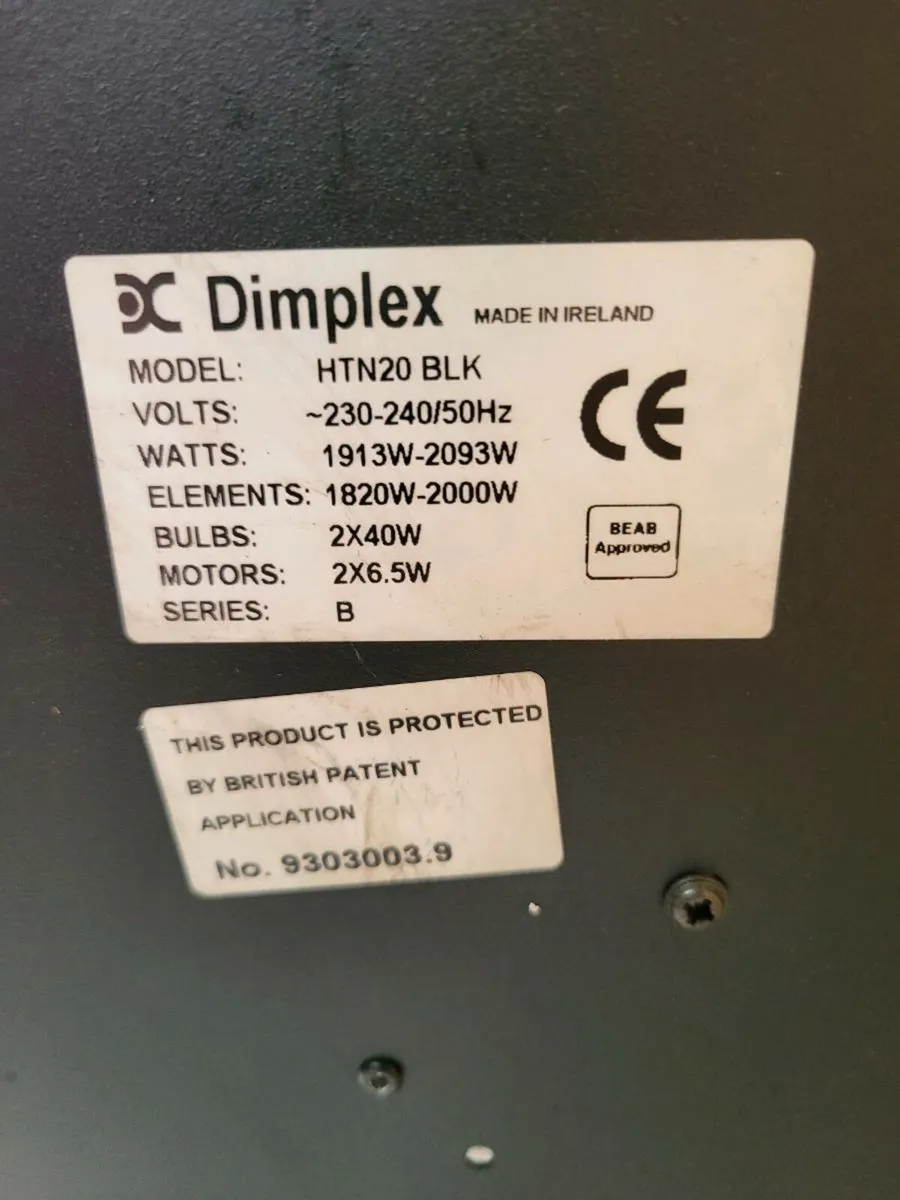 Dimplex MADE IN IRELAND
MODEL: HTN20 BLK
VOLTS: ~230-240/50Hz
WATTS: 1913W-2093W
ELEMENTS: 1820W-2000W
BULBS: 2X40W
MOTORS: 2X6.5W
SERIES: B
CE
BEAB
Approved
THIS PRODUCT IS PROTECTED
BY BRITISH PATENT
APPLICATION
No. 9303003.9